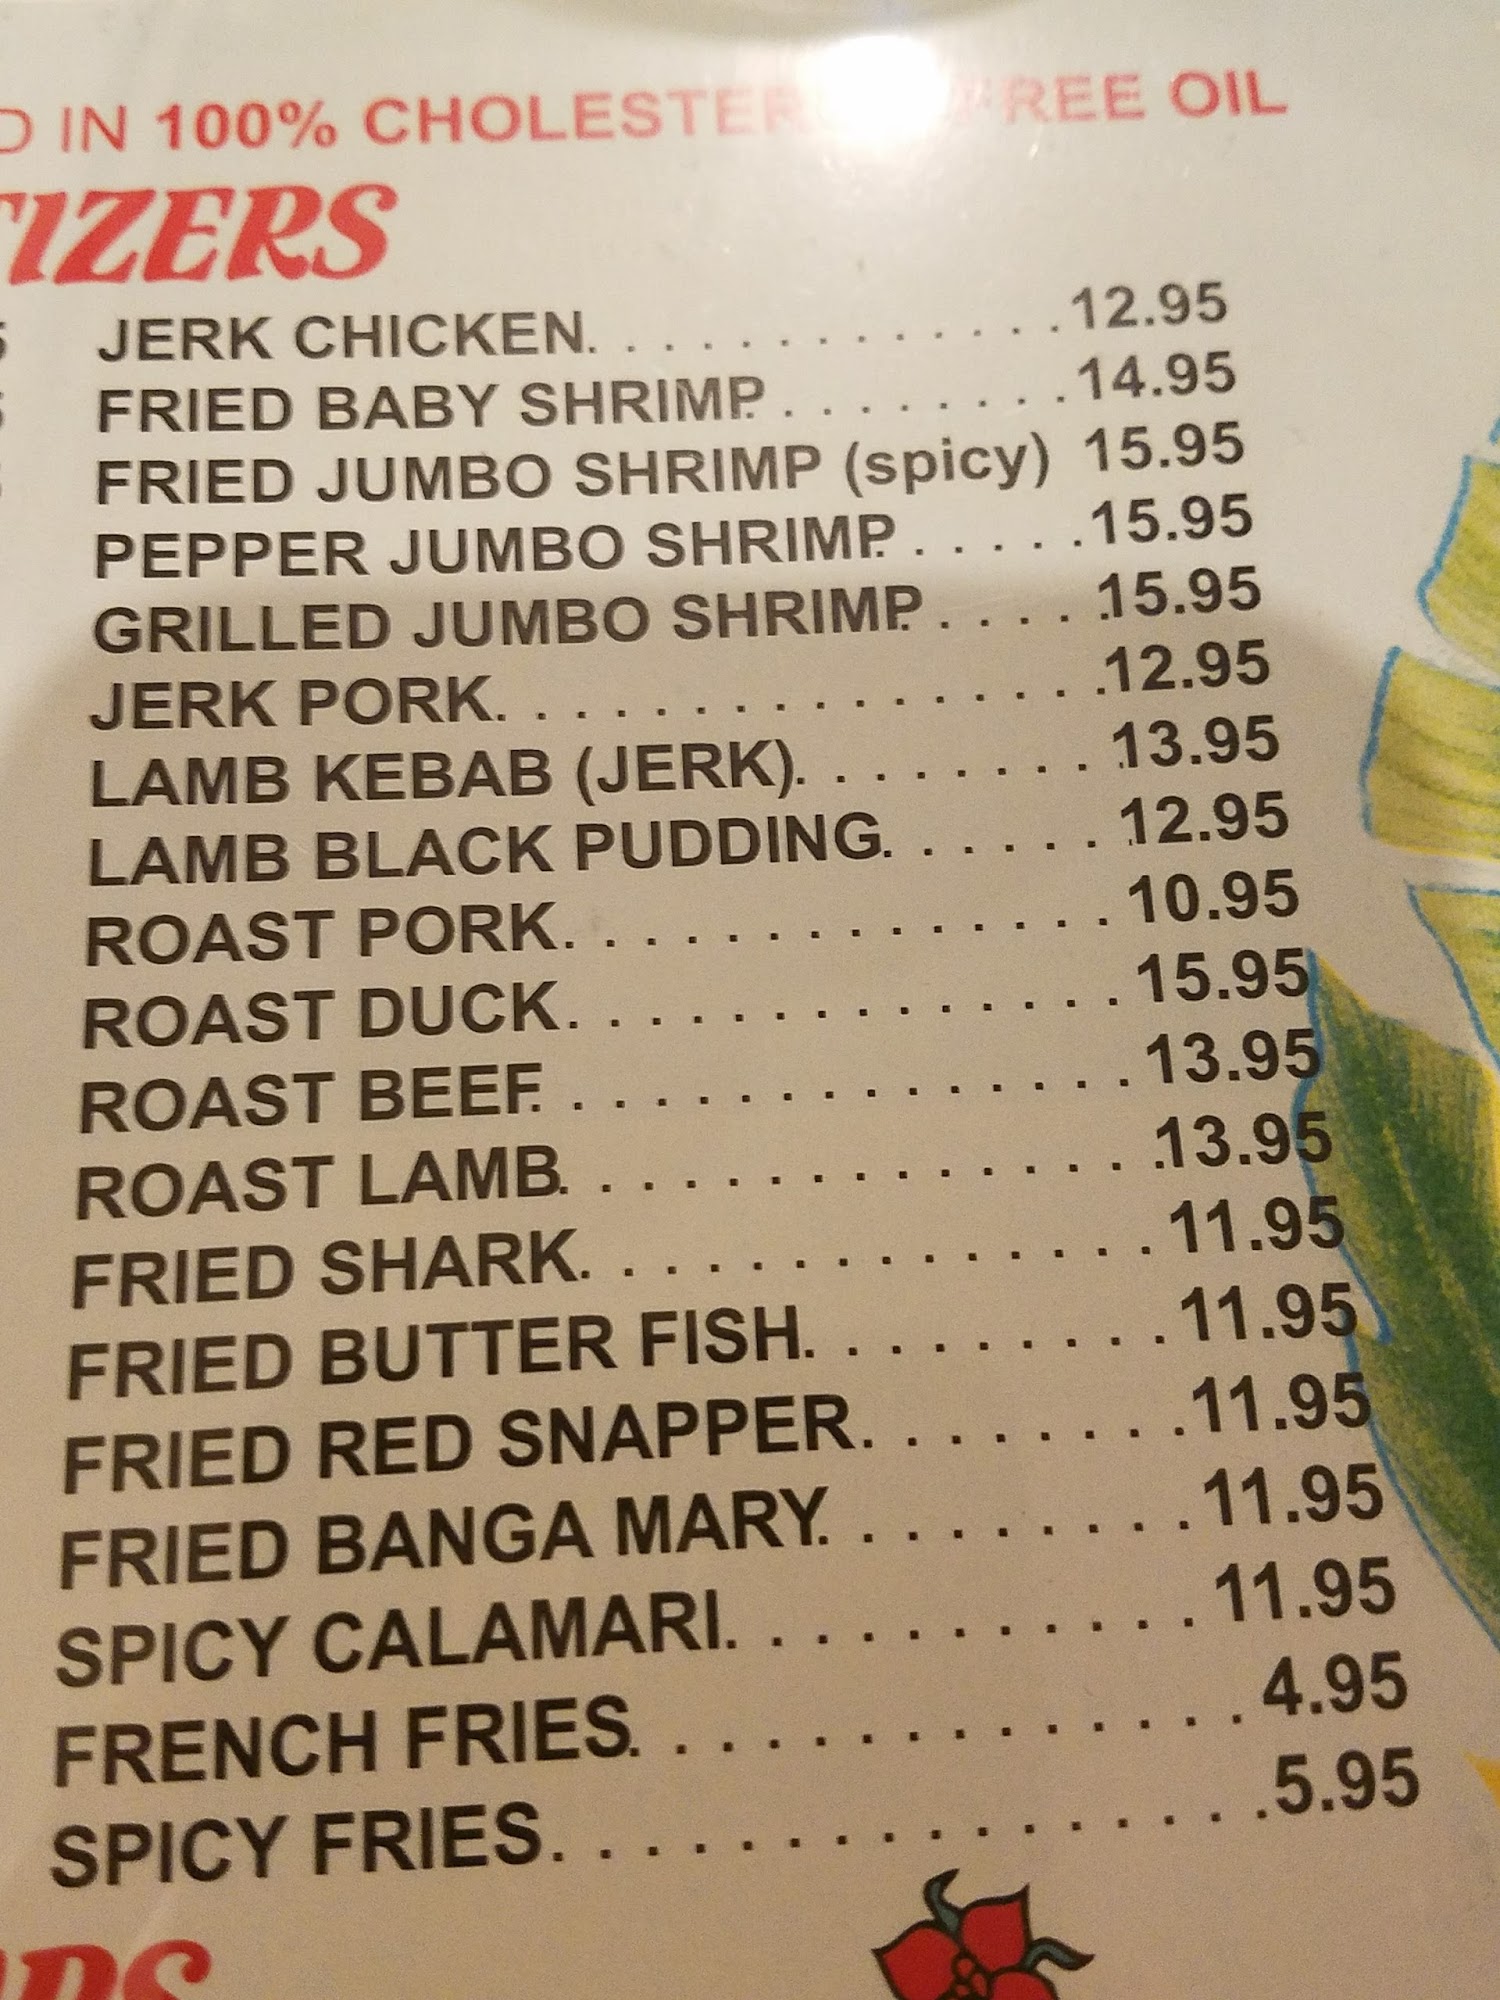 D IN 100% CHOLESTEROL FREE OIL
TIZERS
JERK CHICKEN. . . . . . . . . . . . .12.95
FRIED BABY SHRIMP. . . . . . . . .14.95
FRIED JUMBO SHRIMP (spicy) 15.95
PEPPER JUMBO SHRIMP. . . . . .15.95
GRILLED JUMBO SHRIMP. . . . . .15.95
JERK PORK. . . . . . . . . . . . . . . .12.95
LAMB KEBAB (JERK). . . . . . . . .13.95
LAMB BLACK PUDDING. . . . . . .12.95
ROAST PORK. . . . . . . . . . . . . . 10.95
ROAST DUCK. . . . . . . . . . . . . . 15.95
ROAST BEEF. . . . . . . . . . . . . . . 13.95
ROAST LAMB. . . . . . . . . . . . . . .13.95
FRIED SHARK. . . . . . . . . . . . . . 11.95
FRIED BUTTER FISH. . . . . . . . . 11.95
FRIED RED SNAPPER. . . . . . . .11.95
FRIED BANGA MARY. . . . . . . . . 11.95
SPICY CALAMARI. . . . . . . . . . . 11.95
FRENCH FRIES. . . . . . . . . . . . . . 4.95
SPICY FRIES. . . . . . . . . . . . . . . .5.95